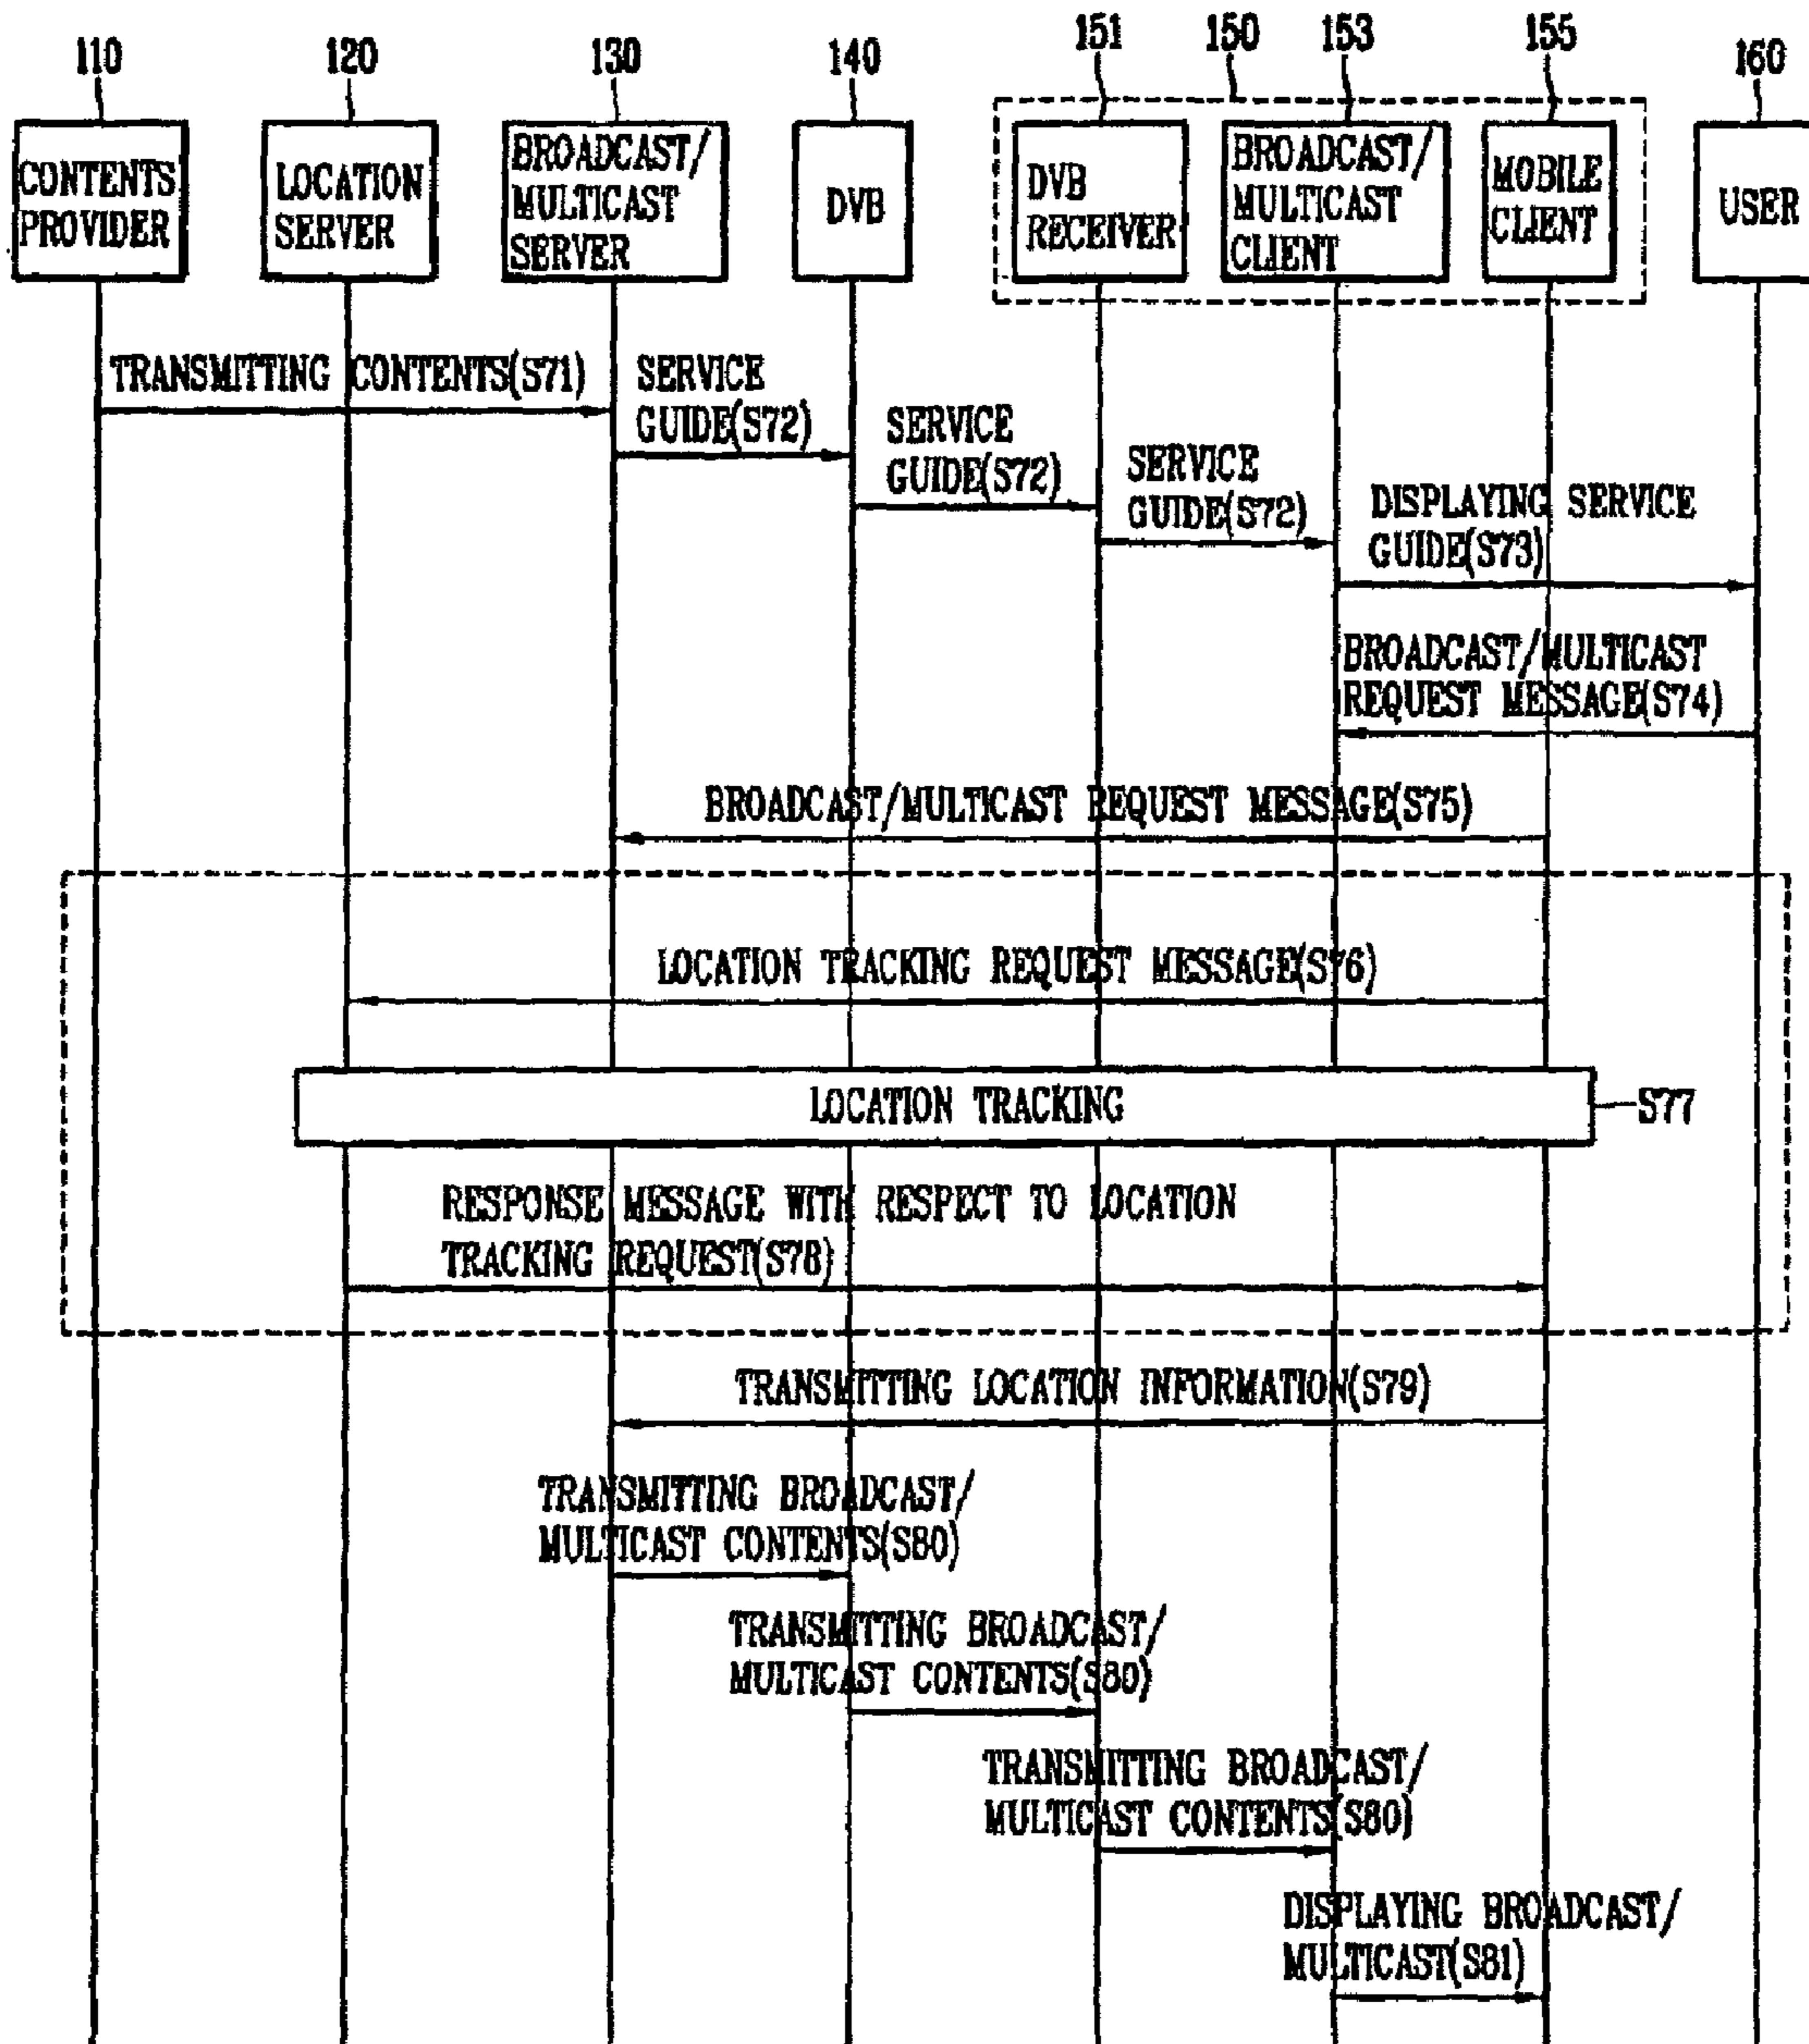 110
120
130
140
151
150
153
155
160
CONTENTS
PROVIDER
LOCATION
SERVER
BROADCAST/
MULTICAST
SERVER
DVB
DVB
RECEIVER
BROADCAST/
MULTICAST
CLIENT
MOBILE
CLIENT
USER
TRANSMITTING CONTENTS(S71)
SERVICE
GUIDE(S72)
SERVICE
GUIDE(S72)
SERVICE
GUIDE(S72)
DISPLAYING SERVICE
GUIDE(S73)
BROADCAST/MULTICAST
REQUEST MESSAGE(S74)
BROADCAST/MULTICAST REQUEST MESSAGE(S75)
LOCATION TRACKING REQUEST MESSAGE(S76)
LOCATION TRACKING
S77
RESPONSE MESSAGE WITH RESPECT TO LOCATION
TRACKING REQUEST(S78)
TRANSMITTING LOCATION INFORMATION(S79)
TRANSMITTING BROADCAST/
MULTICAST CONTENTS(S80)
TRANSMITTING BROADCAST/
MULTICAST CONTENTS(S80)
TRANSMITTING BROADCAST/
MULTICAST CONTENTS(S80)
DISPLAYING BROADCAST/
MULTICAST(S81)